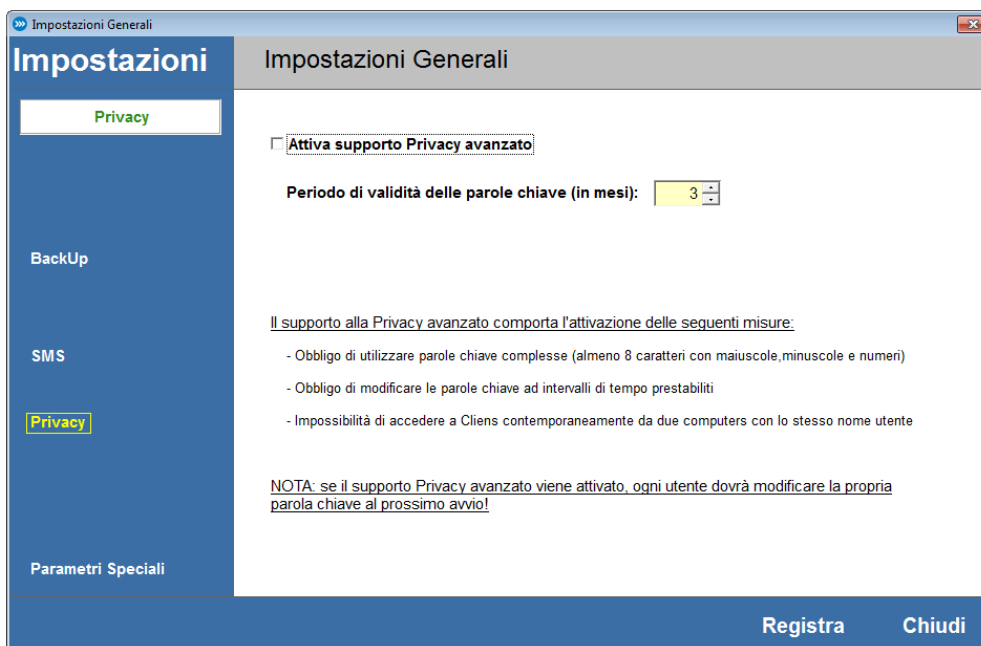 Impostazioni Generali
Impostazioni
Impostazioni Generali
Privacy
Attiva supporto Privacy avanzato
Periodo di validità delle parole chiave (in mesi): 3
BackUp
Il supporto alla Privacy avanzato comporta l'attivazione delle seguenti misure:
SMS
- Obbligo di utilizzare parole chiave complesse (almeno 8 caratteri con maiuscole,minuscole e numeri)
- Obbligo di modificare le parole chiave ad intervalli di tempo prestabiliti
Privacy
- Impossibilità di accedere a Cliens contemporaneamente da due computers con lo stesso nome utente
NOTA: se il supporto Privacy avanzato viene attivato, ogni utente dovrà modificare la propria
parola chiave al prossimo avvio!
Parametri Speciali
Registra
Chiudi